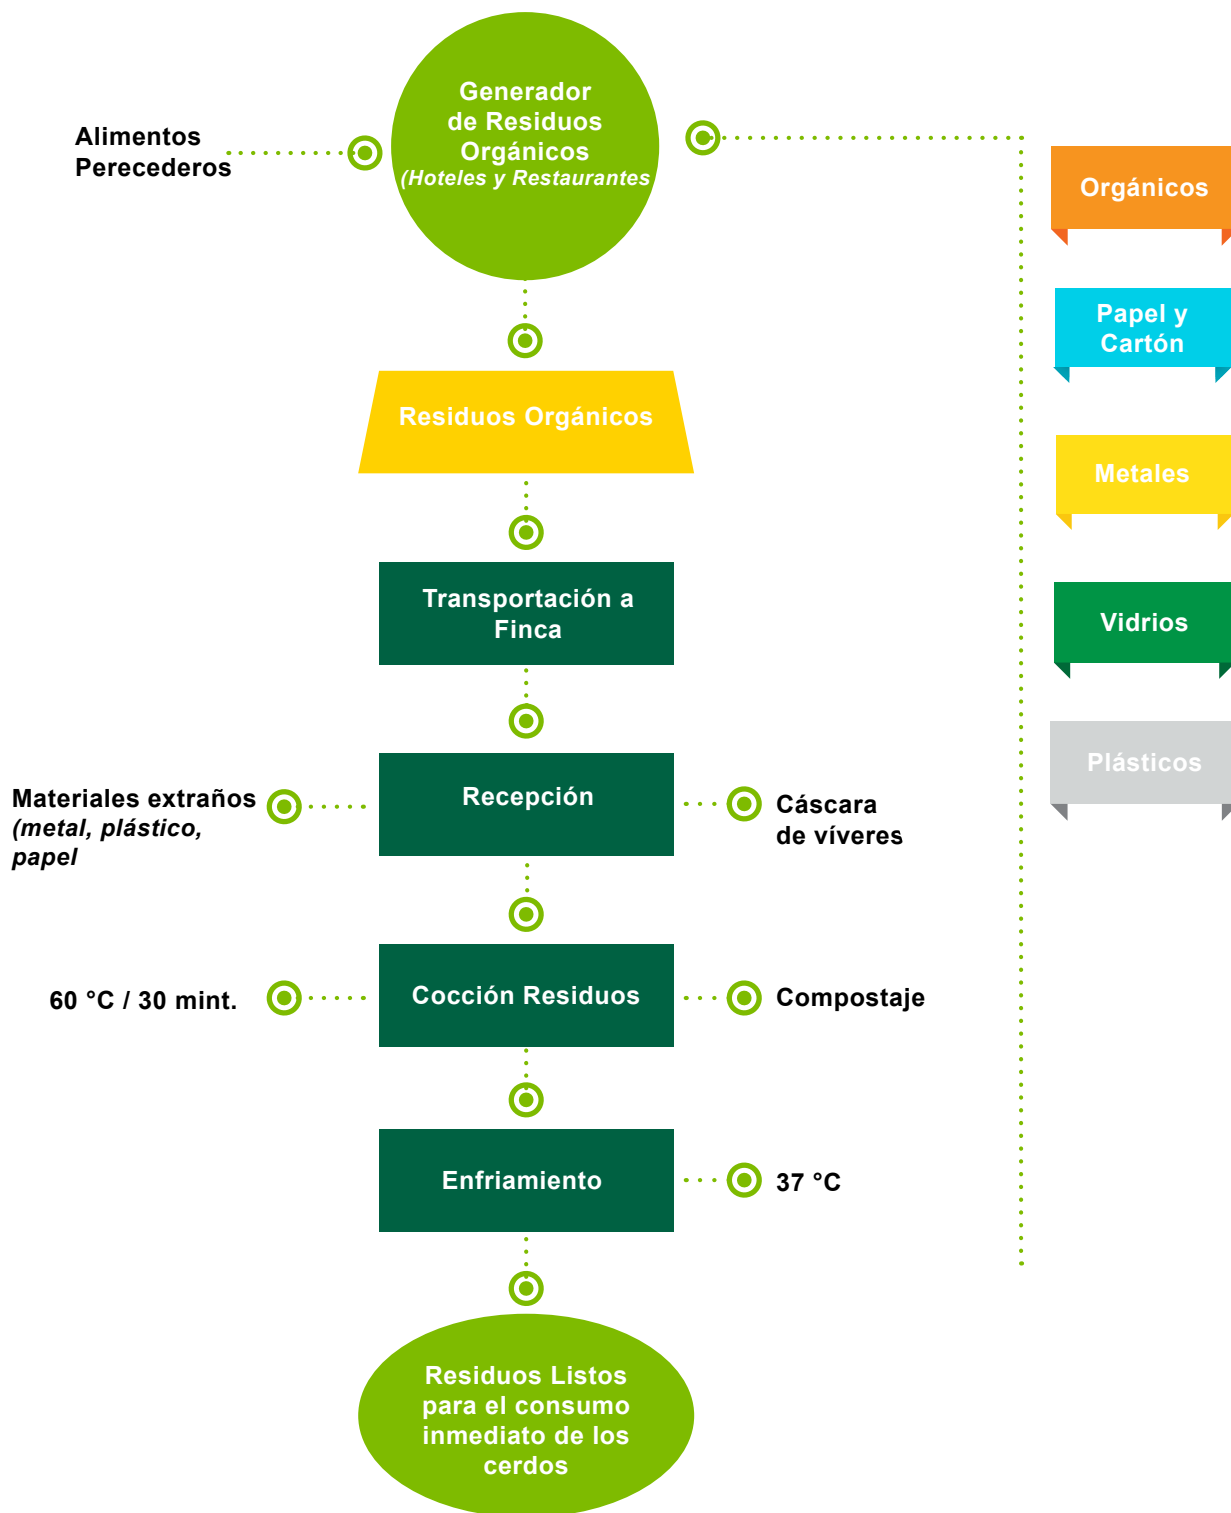 Generador
de Residuos
Orgánicos
(Hoteles y Restaurantes
Alimentos
Perecederos
Orgánicos
Papel y
Cartón
Metales
Vidrios
Plásticos
Residuos Orgánicos
Transportación a
Finca
Recepción
Materiales extraños
(metal, plástico,
papel
Cáscara
de víveres
Cocción Residuos
60 °C / 30 mint.
Compostaje
Enfriamiento
37 °C
Residuos Listos
para el consumo
inmediato de los
cerdos